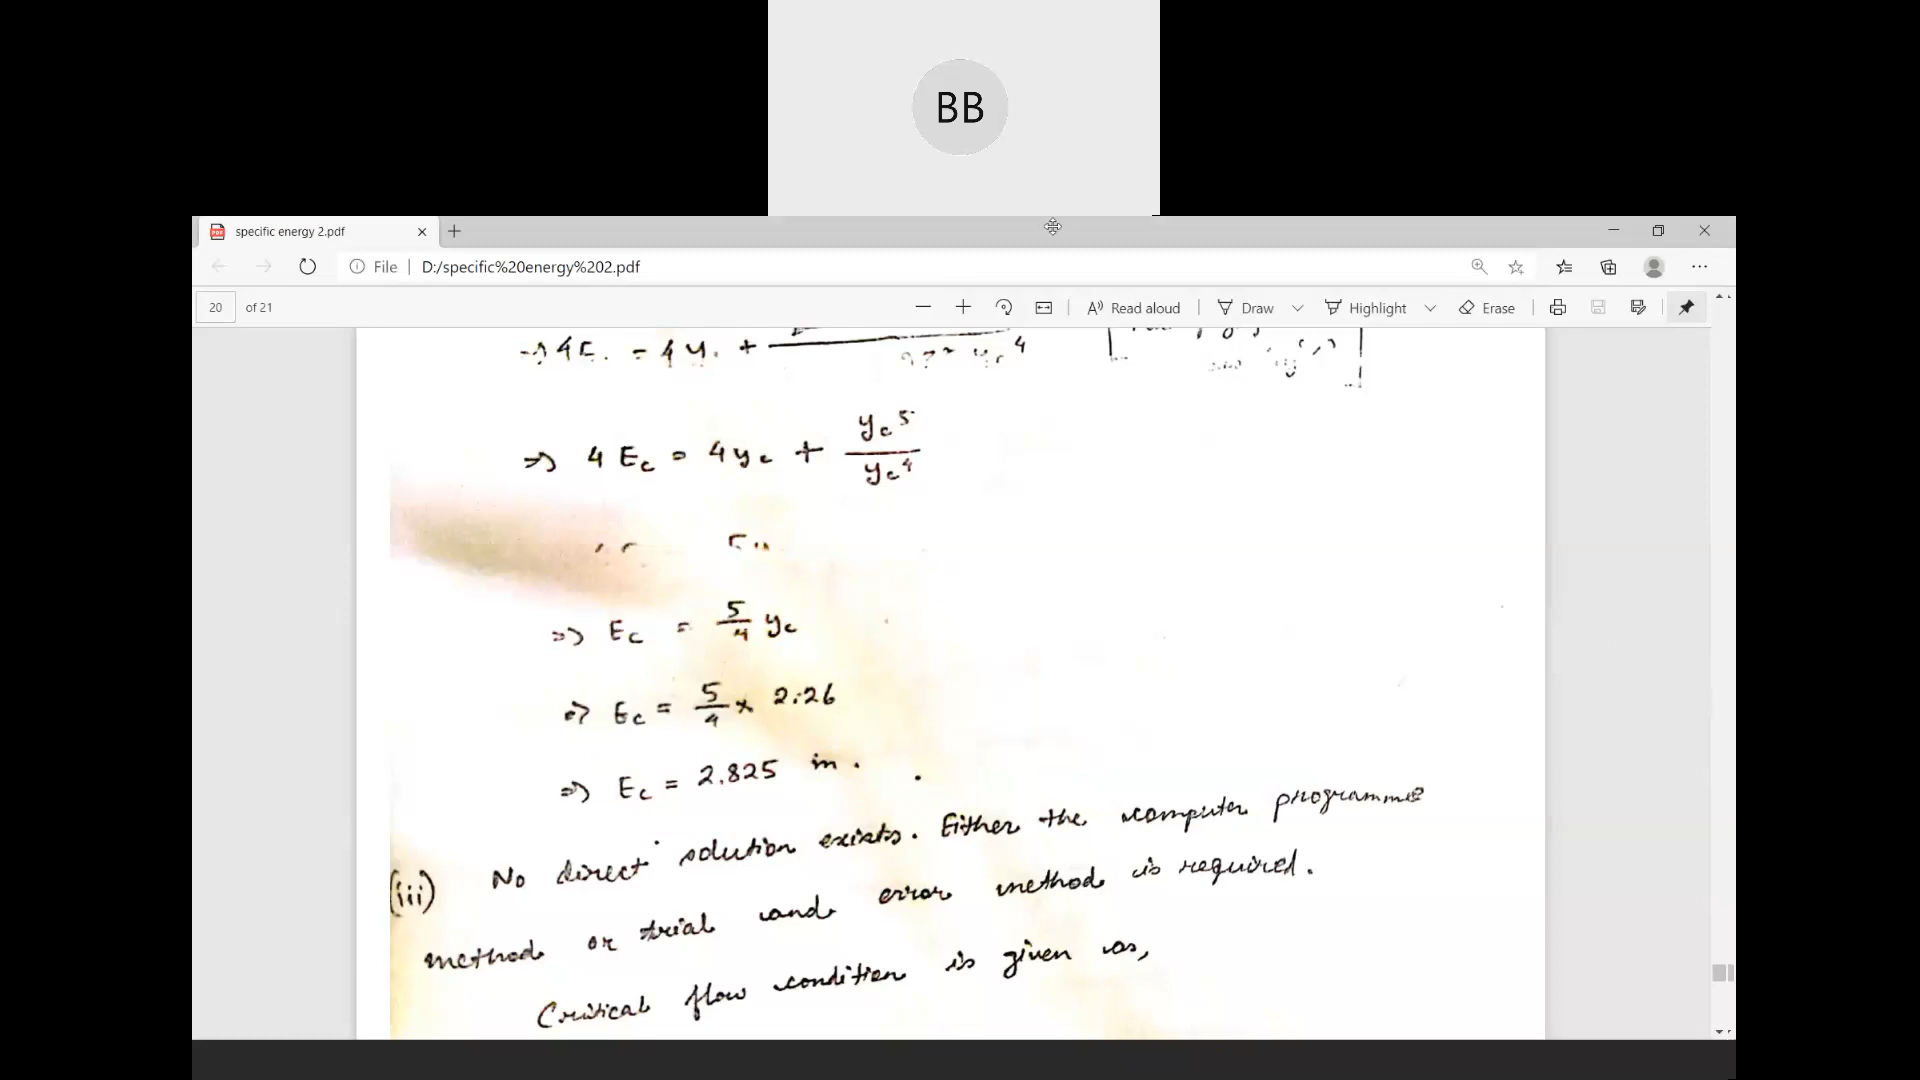 BB
specific energy 2.pdf
File D:/specific%20energy%202.pdf
20 of 21 Read aloud Draw Highlight Erase
⇒ 4 Ec = 4yc + yc^5 / yc^4
⇒ Ec = 5/4 yc
⇒ Ec = 5/4 × 2.26
⇒ Ec = 2.825 m.
(iii) No direct solution exists. Either the computer programme
method or trial and error method is required.
Critical flow condition is given as,